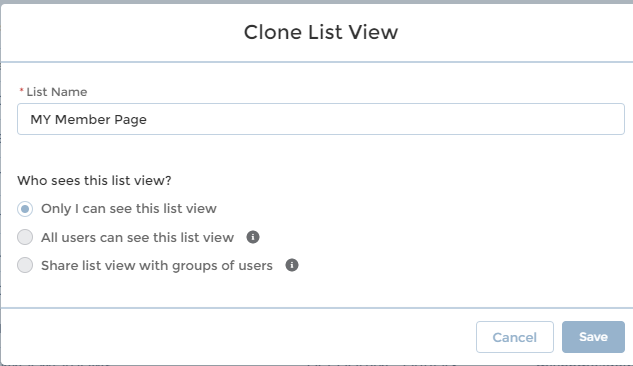 Clone List View
* List Name
MY Member Page
Who sees this list view?
Only I can see this list view
All users can see this list view i
Share list view with groups of users i
Cancel
Save